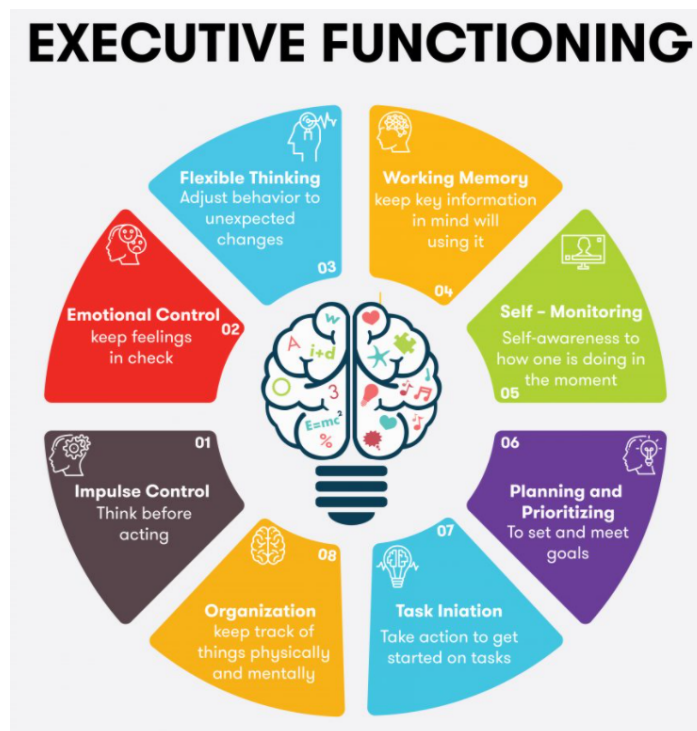 EXECUTIVE FUNCTIONING
01
Impulse Control
Think before
acting
Emotional Control
02
keep feelings
in check
Flexible Thinking
Adjust behavior to
unexpected
changes
03
Working Memory
keep key information
in mind will
using it
04
Self - Monitoring
Self-awareness to
how one is doing in
the moment
05
06
Planning and
Prioritizing
To set and meet
goals
07
Task Iniation
Take action to get
started on tasks
08
Organization
keep track of
things physically
and mentally
w
A
i+d
3
E=mc²
%